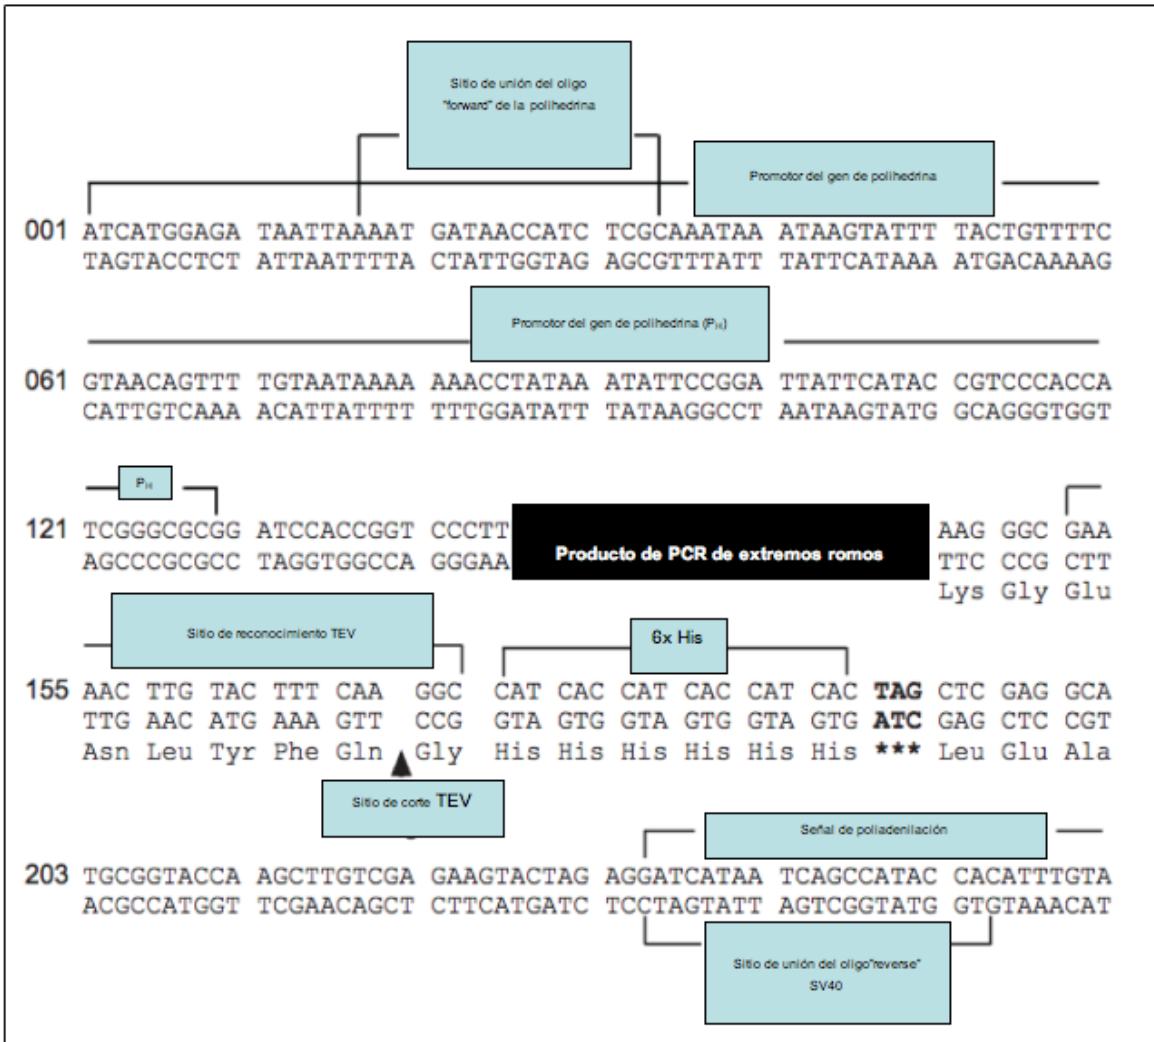 Sitio de unión del oligo
"forward" de la polihedrina
Promotor del gen de polihedrina
001 ATCATGGAGA TAATTAAAAT GATAACCATC TCGCAAATAA ATAAGTATTT TACTGTTTTC
TAGTACCTCT ATTAATTTTA CTATTGGTAG AGCGTTTATT TATTCATAAA ATGACAAAAG
Promotor del gen de polihedrina (PH)
061 GTAACAGTTT TGTAATAAAA AAACCTATAA ATATTCCGGA TTATTCATAC CGTCCCACCA
CATTGTCAAA ACATTATTTT TTTGGATATT TATAAGGCCT AATAAGTATG GCAGGGTGGT
PH
121 TCGGGCGCGG ATCCACCGGT CCCTT Producto de PCR de extremos romos AAG GGC GAA
AGCCCGCGCC TAGGTGGCCA GGGAA TTC CCG CTT
Lys Gly Glu
Sitio de reconocimiento TEV
6x His
155 AAC TTG TAC TTT CAA GGC CAT CAC CAT CAC CAT CAC TAG CTC GAG GCA
TTG AAC ATG AAA GTT CCG GTA GTG GTA GTG GTA GTG ATC GAG CTC CGT
Asn Leu Tyr Phe Gln Gly His His His His His His *** Leu Glu Ala
Sitio de corte TEV
Señal de poliadenilación
203 TGCGGTACCA AGCTTGTCGA GAAGTACTAG AGGATCATAA TCAGCCATAC CACATTTGTA
ACGCCATGGT TCGAACAGCT CTTCATGATC TCCTAGTATT AGTCGGTATG GTGTAAACAT
Sitio de unión del oligo"reverse"
SV40